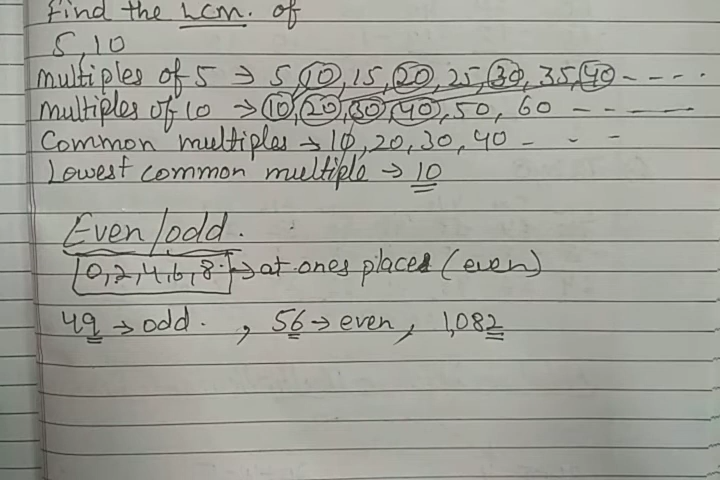 Find the LCM. of
5, 10
multiples of 5 → 5, 10, 15, 20, 25, 30, 35, 40 - - - - .
multiples of 10 → 10, 20, 30, 40, 50, 60 - - - - -
Common multiples → 10, 20, 30, 40 - - -
Lowest common multiple → 10
Even/odd.
0, 2, 4, 6, 8. → at ones place (even)
49 → odd. , 56 → even, 1,082